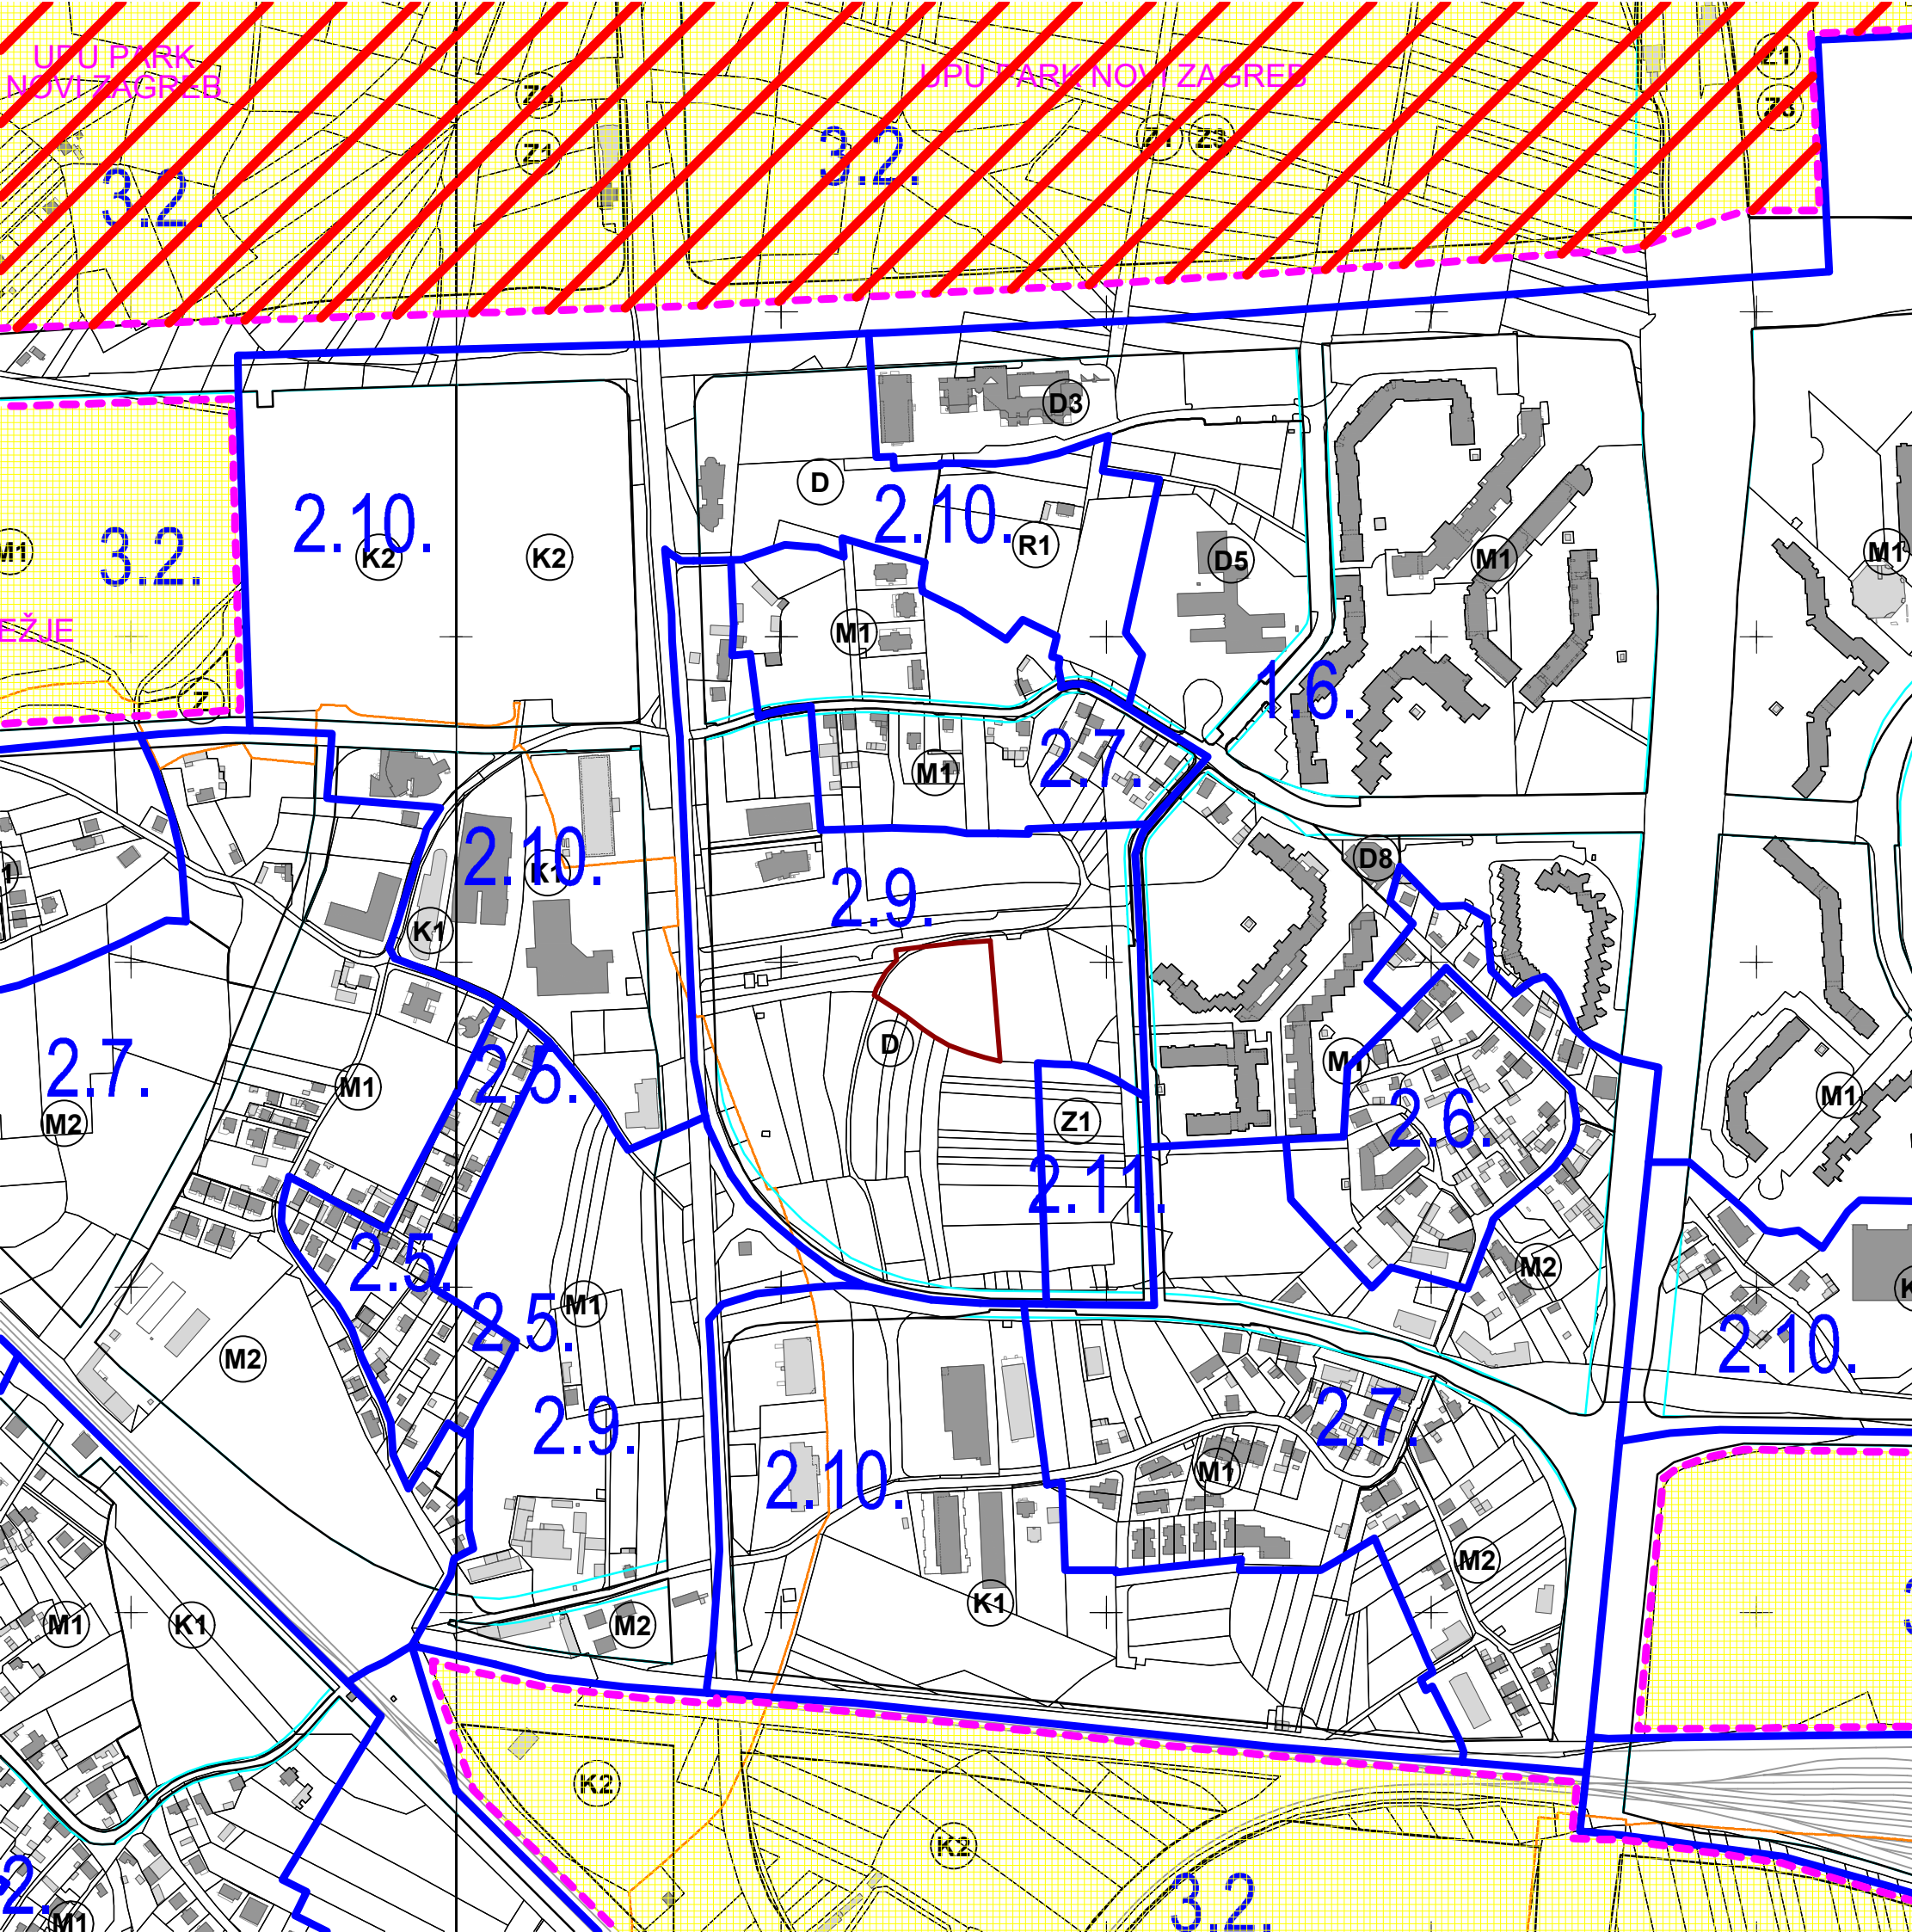 UPU PARK
NOVI ZAGREB
UPU PARK NOVI ZAGREB
Z1
Z3
Z3
Z1
3.2.
Z1
Z3
3.2.
D3
D
2.10.
2.10.
R1
K2
K2
D5
M1
M1
M1
3.2.
EŽJE
M1
Z
1.6.
2.7.
M1
2.10.
K1
D8
2.9.
K1
D
2.7.
M1
2.5.
M1
M1
M2
Z1
2.6.
2.11.
2.5.
M2
M1
2.5.
M2
2.10.
2.9.
2.7.
2.10.
M1
M2
K1
M1
K1
M2
K2
K2
2.
3.2.
M1